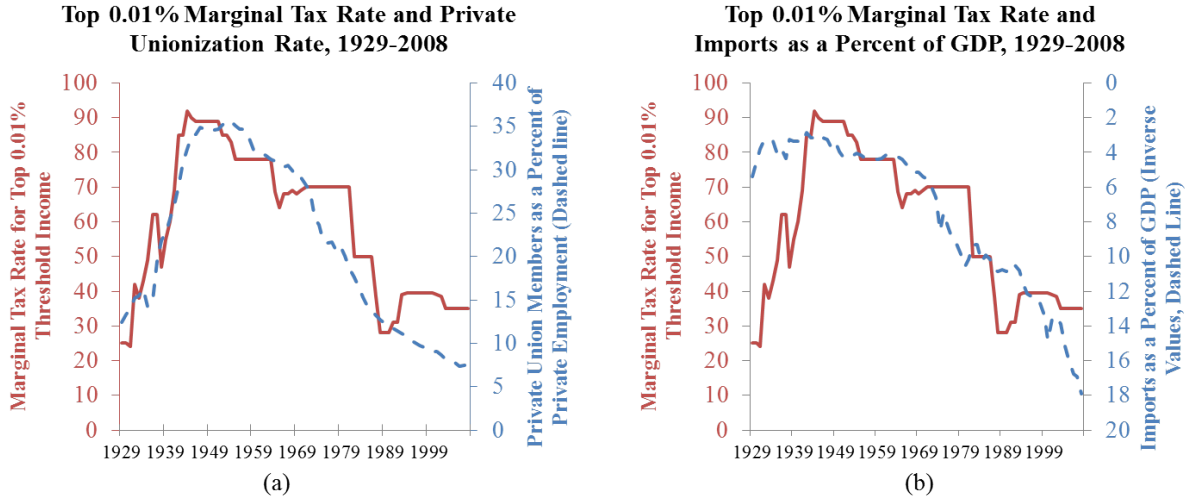 Top 0.01% Marginal Tax Rate and Private
Unionization Rate, 1929-2008
Marginal Tax Rate for Top 0.01%
Threshold Income
100
90
80
70
60
50
40
30
20
10
0
40
35
30
25
20
15
10
5
0
Private Union Members as a Percent of
Private Employment (Dashed line)
1929 1939 1949 1959 1969 1979 1989 1999
(a)
Top 0.01% Marginal Tax Rate and
Imports as a Percent of GDP, 1929-2008
Marginal Tax Rate for Top 0.01%
Threshold Income
100
90
80
70
60
50
40
30
20
10
0
0
2
4
6
8
10
12
14
16
18
20
Imports as a Percent of GDP (Inverse
Values, Dashed Line)
1929 1939 1949 1959 1969 1979 1989 1999
(b)